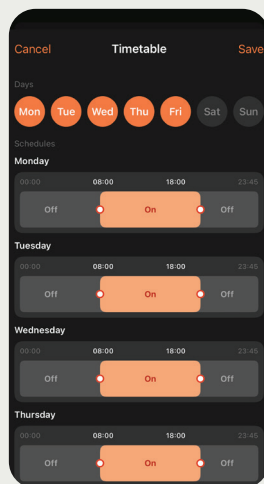 Cancel Timetable Save
Days
Mon Tue Wed Thu Fri Sat Sun
Schedules
Monday
00:00 08:00 18:00 23:45
Off On Off
Tuesday
00:00 08:00 18:00 23:45
Off On Off
Wednesday
00:00 08:00 18:00 23:45
Off On Off
Thursday
00:00 08:00 18:00 23:45
Off On Off